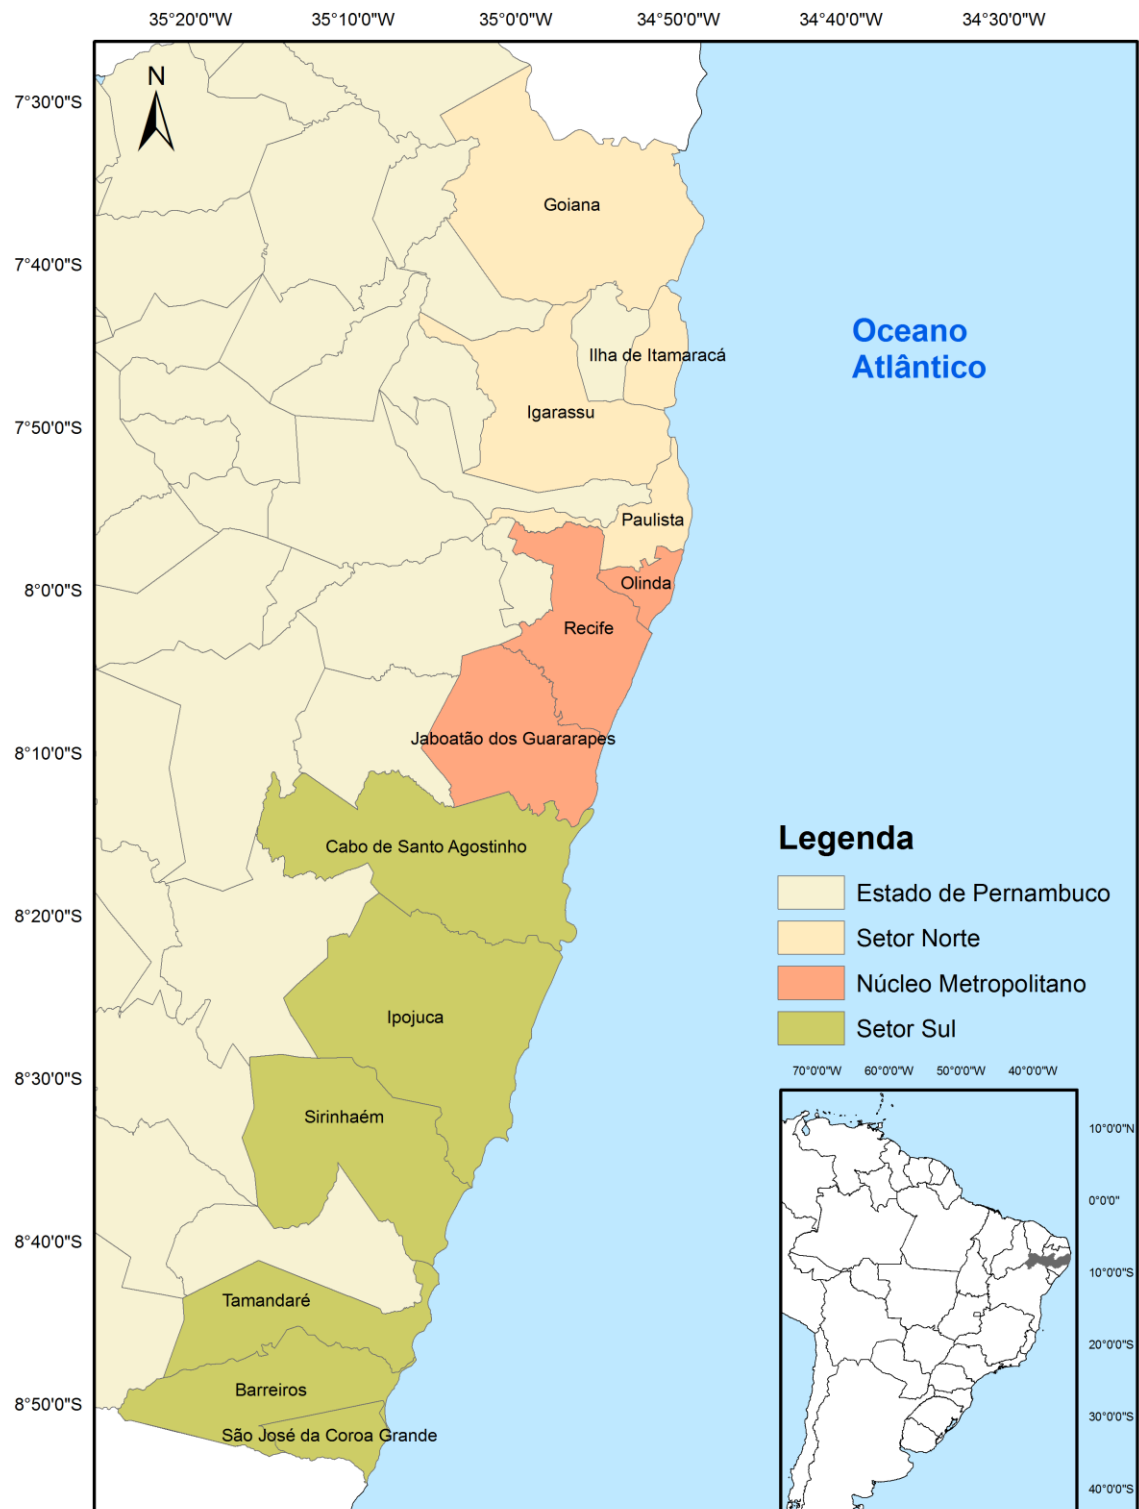 35°20'0"W 35°10'0"W 35°0'0"W 34°50'0"W 34°40'0"W 34°30'0"W
N
7°30'0"S
Goiana
7°40'0"S
Oceano
Atlântico
Ilha de Itamaracá
Igarassu
7°50'0"S
Paulista
Olinda
8°0'0"S
Recife
Jaboatão dos Guararapes
8°10'0"S
Cabo de Santo Agostinho
8°20'0"S
Ipojuca
8°30'0"S
Sirinhaém
8°40'0"S
Tamandaré
Barreiros
8°50'0"S
São José da Coroa Grande
Legenda
Estado de Pernambuco
Setor Norte
Núcleo Metropolitano
Setor Sul
70°0'0"W 60°0'0"W 50°0'0"W 40°0'0"W
10°0'0"N
0°0'0"
10°0'0"S
20°0'0"S
30°0'0"S
40°0'0"S